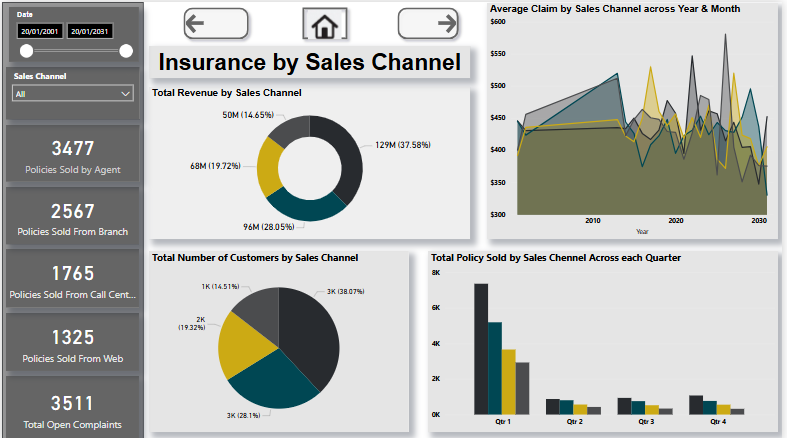 Date
20/01/2001 20/01/2031
Sales Channel
All
3477
Policies Sold by Agent
2567
Policies Sold From Branch
1765
Policies Sold From Call Cent...
1325
Policies Sold From Web
3511
Total Open Complaints
Insurance by Sales Channel
Total Revenue by Sales Channel
50M (14.65%)
129M (37.58%)
68M (19.72%)
96M (28.05%)
Average Claim by Sales Channel across Year & Month
$600
$550
$500
$450
$400
$350
$300
2010 2020 2030
Year
Total Number of Customers by Sales Channel
1K (14.51%)
3K (38.07%)
2K
(19.32%)
3K (28.1%)
Total Policy Sold by Sales Chennel Across each Quarter
8K
6K
4K
2K
0K
Qtr 1 Qtr 2 Qtr 3 Qtr 4